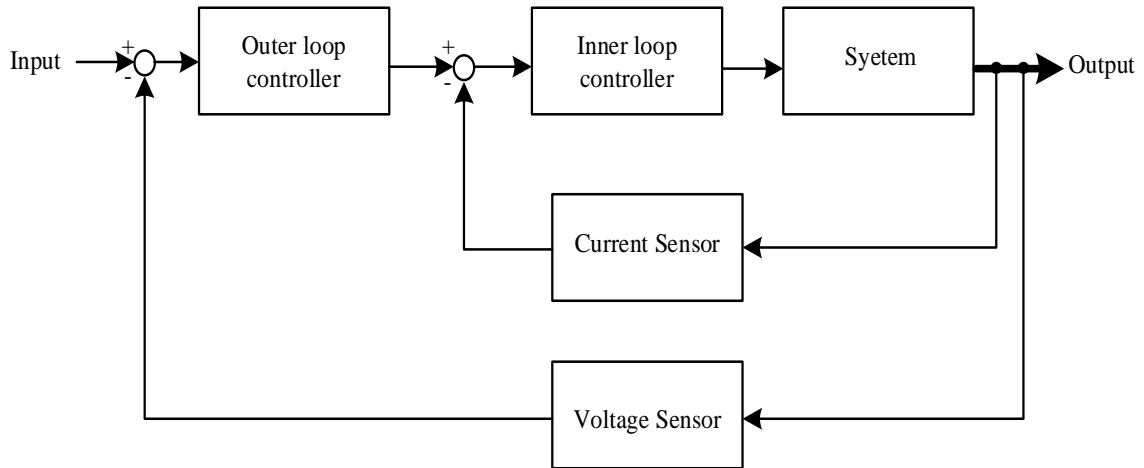 Input
+
-
Outer loop
controller
+
-
Inner loop
controller
Syetem
Output
Current Sensor
Voltage Sensor